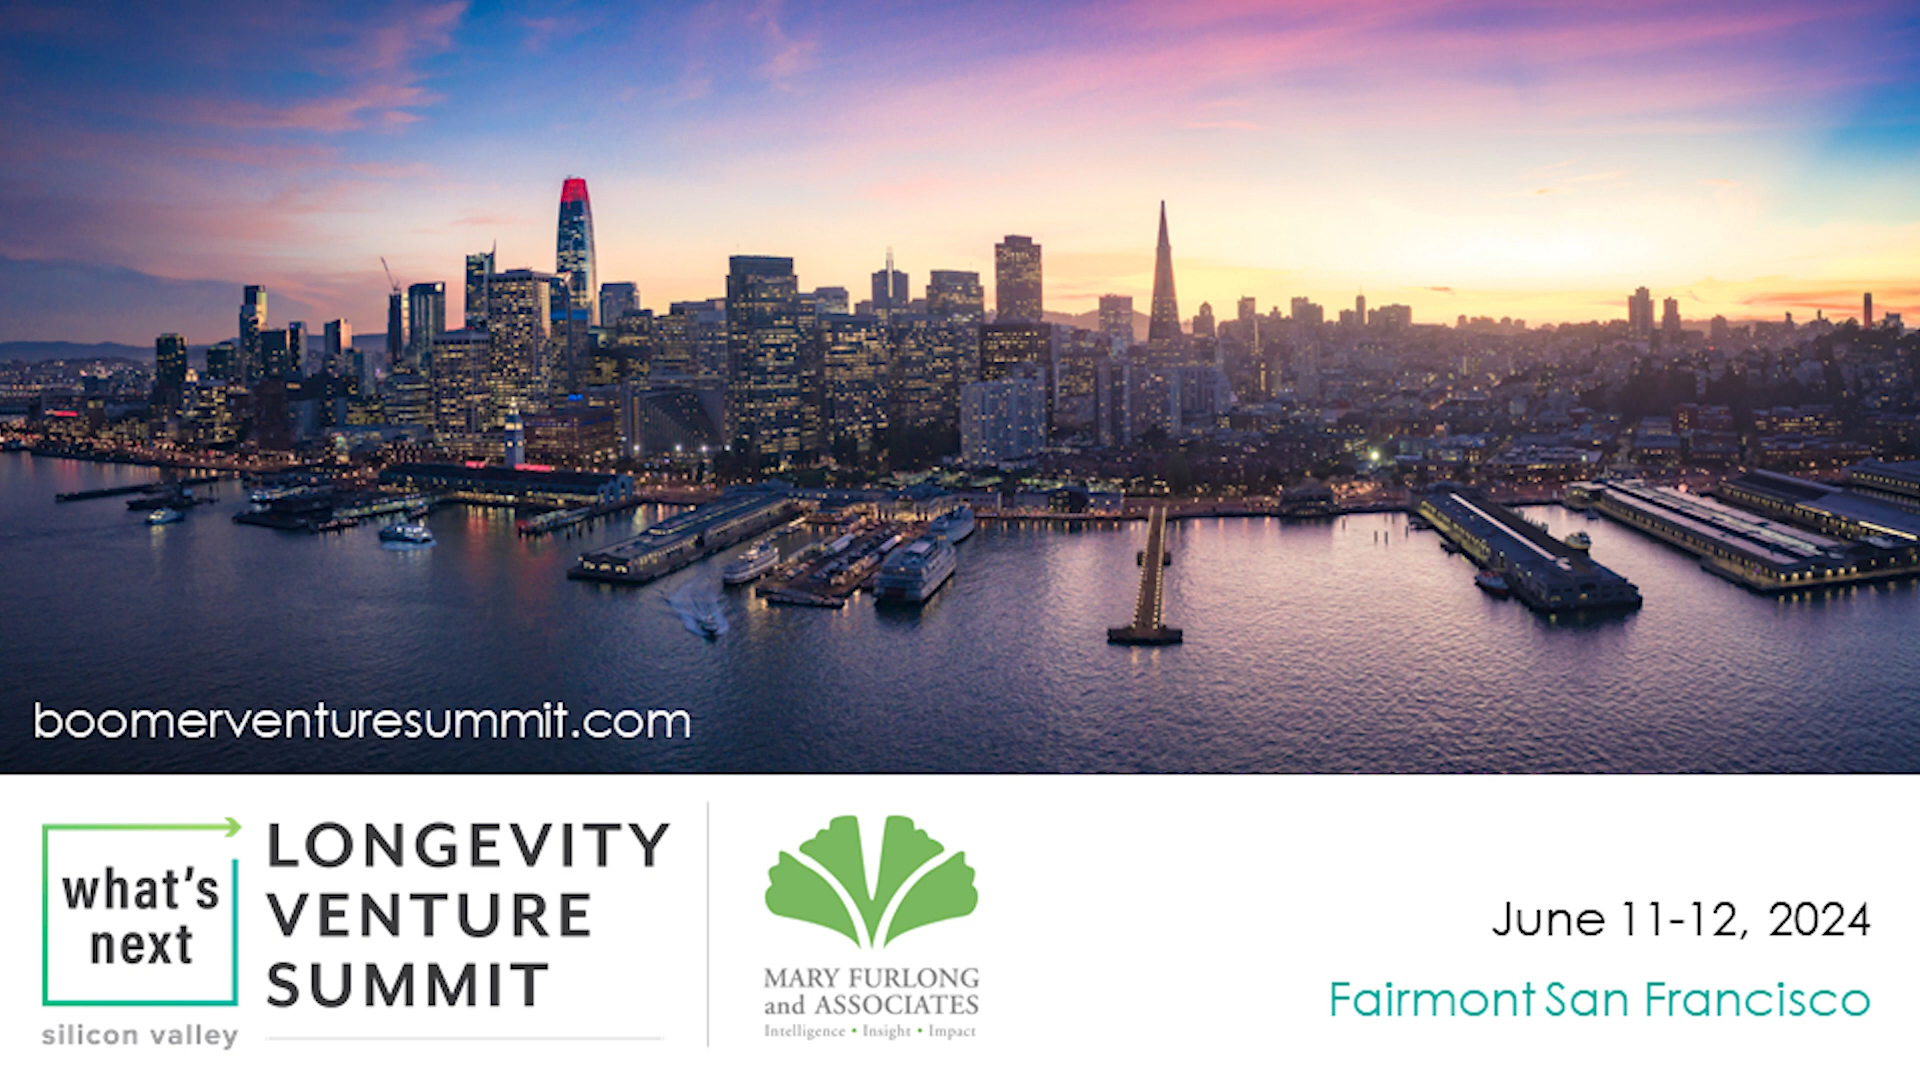 boomerventuresummit.com
what's
next
silicon valley
LONGEVITY
VENTURE
SUMMIT
MARY FURLONG
and ASSOCIATES
Intelligence • Insight • Impact
June 11-12, 2024
Fairmont San Francisco